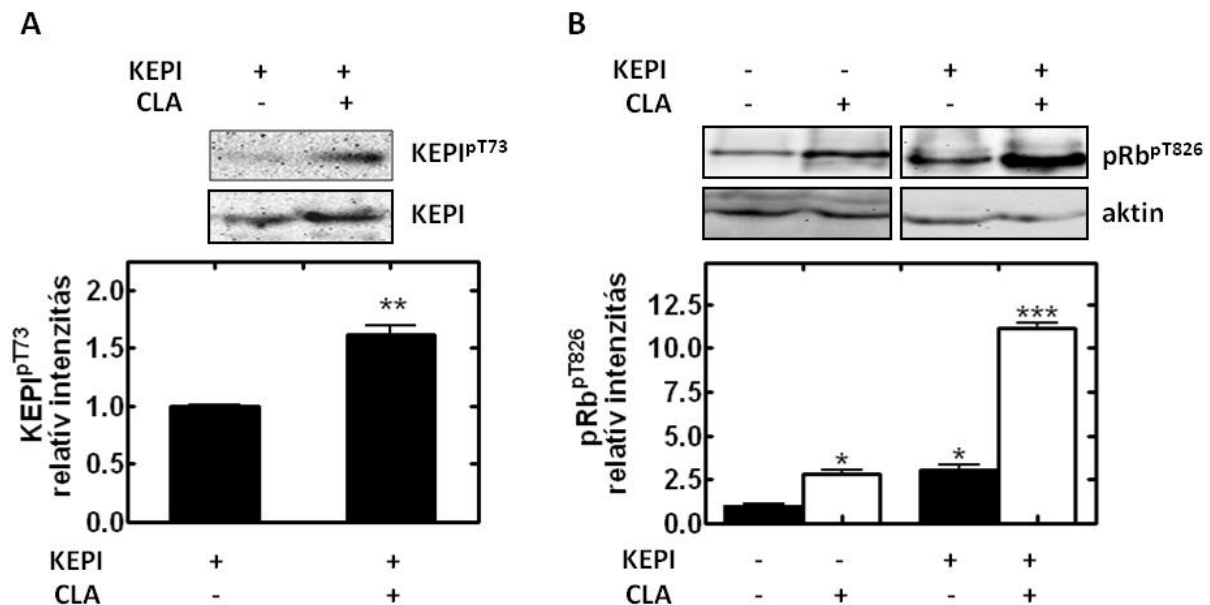 A
KEPI + +
CLA - +
KEPIpT73
KEPI
2.0
1.5
1.0
0.5
0.0
KEPIpT73
relatív intenzitás
**
KEPI + +
CLA - +
B
KEPI - - + +
CLA - + - +
pRbpT826
aktin
12.5
10.0
7.5
5.0
2.5
0.0
pRbpT826
relatív intenzitás
* * ***
KEPI - - + +
CLA - + - +